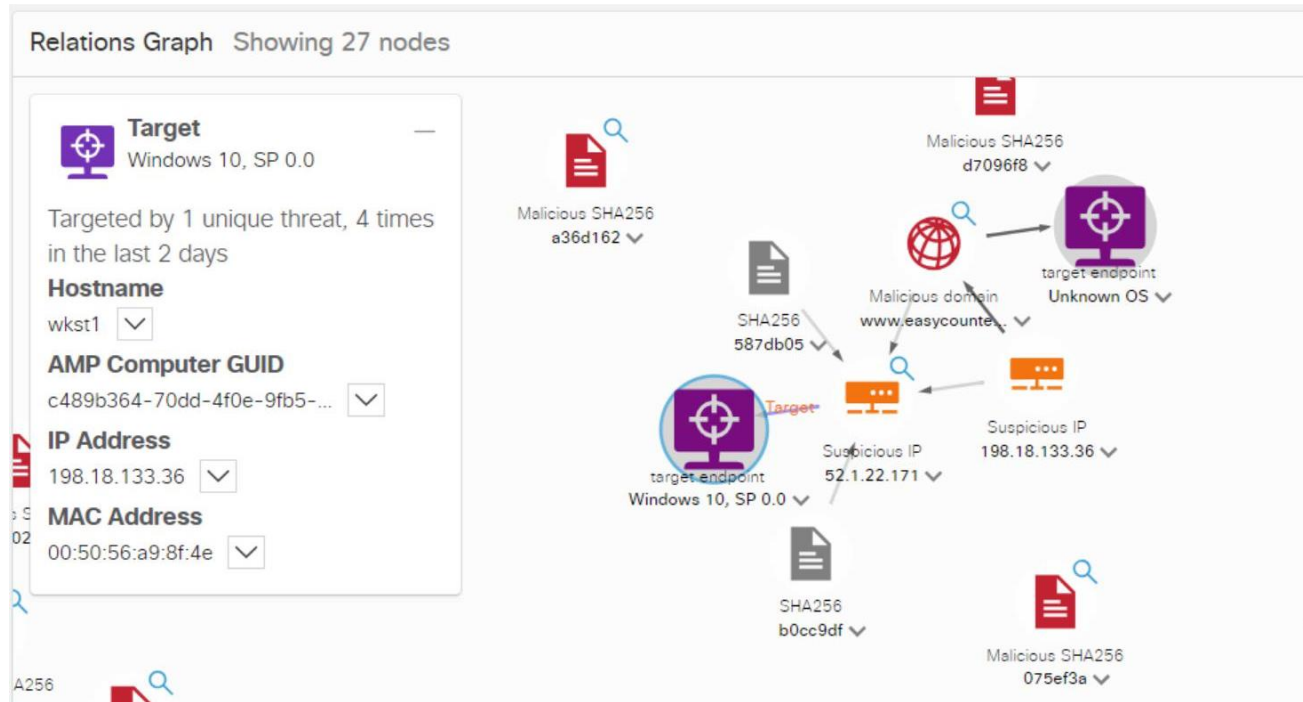 Relations Graph Showing 27 nodes
Target
Windows 10, SP 0.0
Targeted by 1 unique threat, 4 times
in the last 2 days
Hostname
wkst1
AMP Computer GUID
c489b364-70dd-4f0e-9fb5-...
IP Address
198.18.133.36
MAC Address
00:50:56:a9:8f:4e
Malicious SHA256
a36d162
Malicious SHA256
d7096f8
SHA256
587db05
Malicious domain
www.easycounte...
target endpoint
Unknown OS
Target
target endpoint
Windows 10, SP 0.0
Suspicious IP
52.1.22.171
Suspicious IP
198.18.133.36
SHA256
b0cc9df
Malicious SHA256
075ef3a
S
02
A256